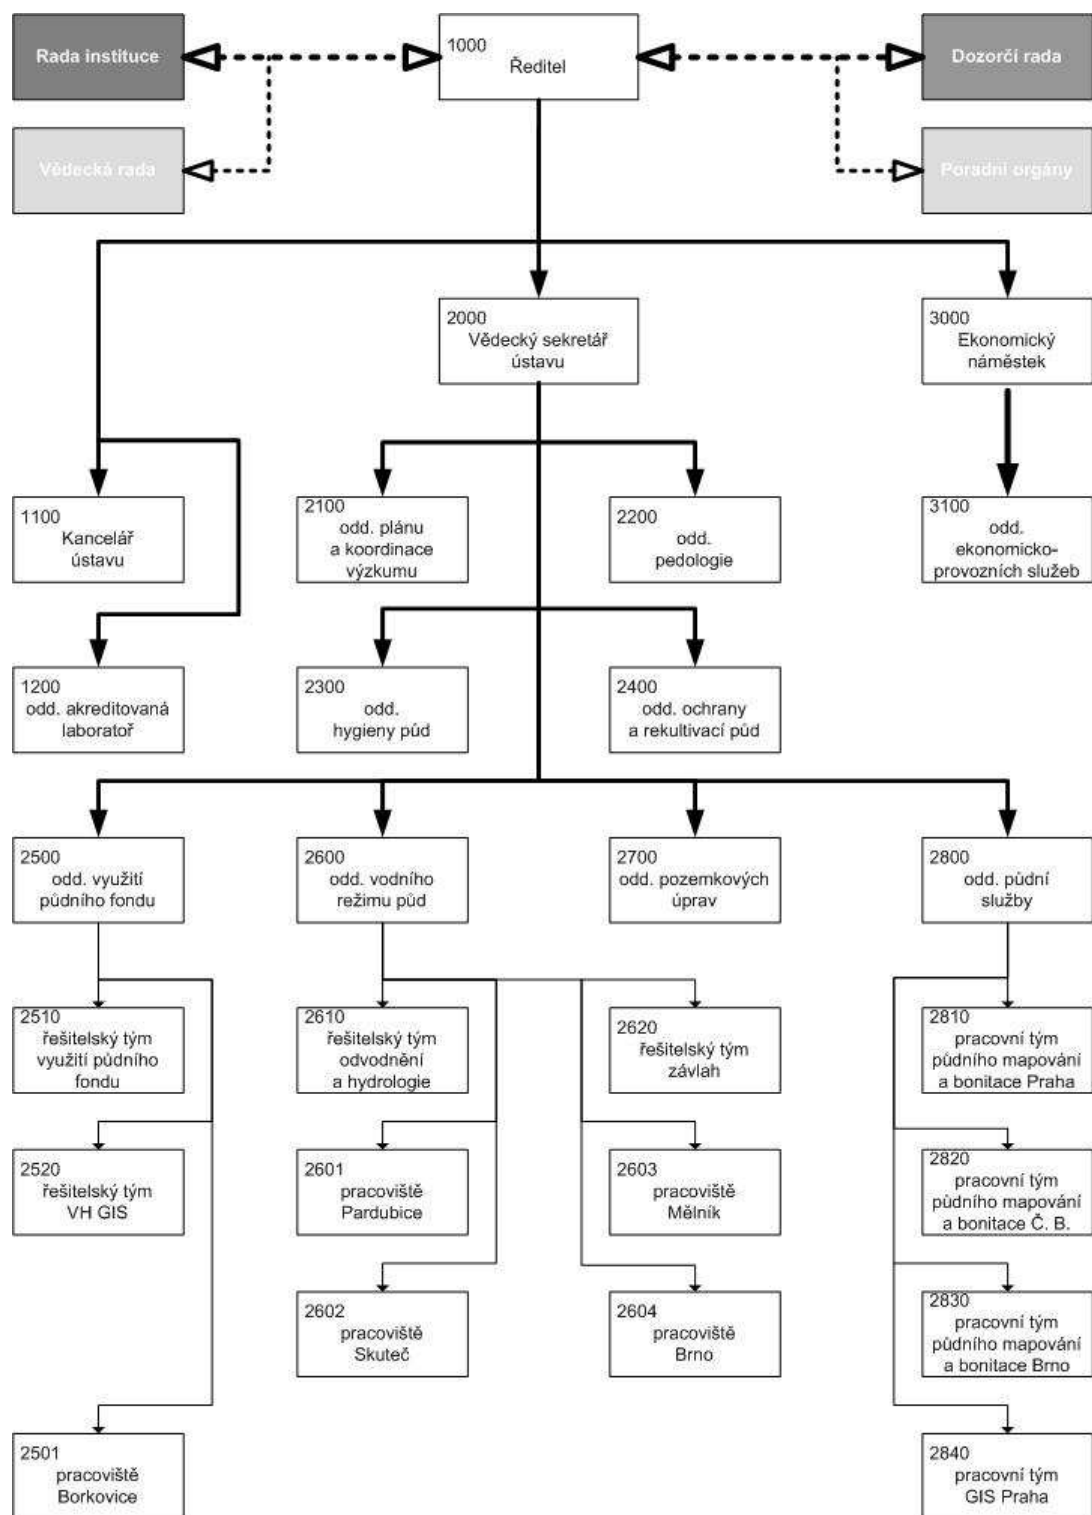 Rada instituce
1000
Ředitel
Dozorčí rada
Vědecká rada
Poradní orgány
2000
Vědecký sekretář
ústavu
3000
Ekonomický
náměstek
1100
Kancelář
ústavu
2100
odd. plánu
a koordinace
výzkumu
2200
odd.
pedologie
3100
odd.
ekonomicko-
provozních služeb
1200
odd. akreditovaná
laboratoř
2300
odd.
hygieny půd
2400
odd. ochrany
a rekultivací půd
2500
odd. využití
půdního fondu
2600
odd. vodního
režimu půd
2700
odd. pozemkových
úprav
2800
odd. půdní
služby
2510
řešitelský tým
využití půdního
fondu
2610
řešitelský tým
odvodnění
a hydrologie
2620
řešitelský tým
závlah
2810
pracovní tým
půdního mapování
a bonitace Praha
2520
řešitelský tým
VH GIS
2601
pracoviště
Pardubice
2603
pracoviště
Mělník
2820
pracovní tým
půdního mapování
a bonitace Č. B.
2602
pracoviště
Skuteč
2604
pracoviště
Brno
2830
pracovní tým
půdního mapování
a bonitace Brno
2501
pracoviště
Borkovice
2840
pracovní tým
GIS Praha